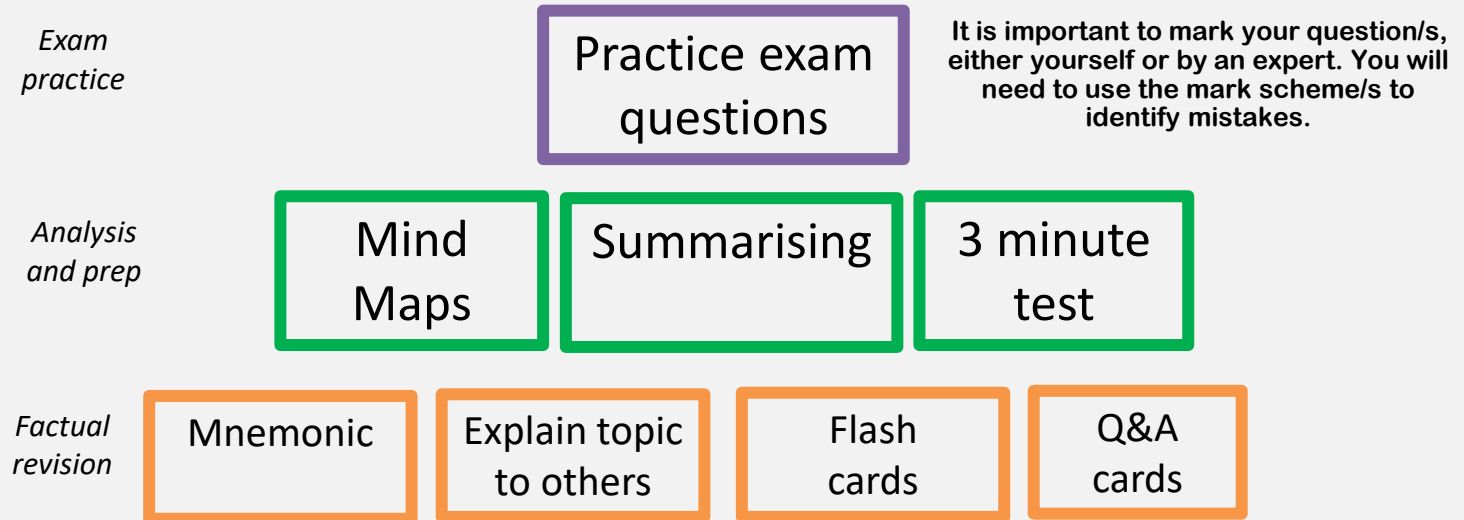 Exam
practice
Practice exam
questions
It is important to mark your question/s,
either yourself or by an expert. You will
need to use the mark scheme/s to
identify mistakes.
Analysis
and prep
Mind
Maps
Summarising
3 minute
test
Factual
revision
Mnemonic
Explain topic
to others
Flash
cards
Q&A
cards